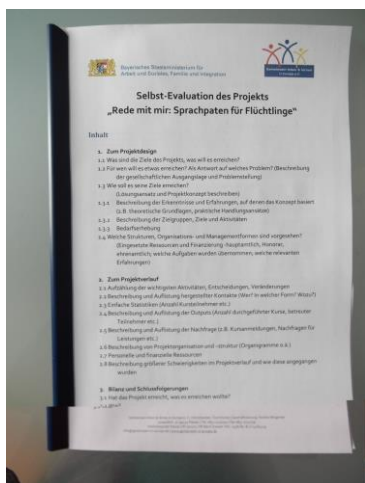 Bayerisches Staatsministerium für
Arbeit und Soziales, Familie und Integration
Selbst-Evaluation des Projekts
„Rede mit mir: Sprachpaten für Flüchtlinge“
Inhalt
1. Zum Projektdesign
1.1 Was sind die Ziele des Projekts, was will es erreichen?
1.2 Für wen will es etwas erreichen? Als Antwort auf welches Problem? (Beschreibung
der gesellschaftlichen Ausgangslage und Problemstellung)
1.3 Wie soll es seine Ziele erreichen?
(Lösungsansatz und Projektkonzept beschreiben)
1.3.1 Beschreibung der Erkenntnisse und Erfahrungen, auf denen das Konzept basiert
(z.B. theoretische Grundlagen, praktische Handlungsansätze)
1.3.2 Beschreibung der Zielgruppen, Ziele und Aktivitäten
1.3.3 Bedarfserhebung
1.4 Welche Strukturen, Organisations- und Managementformen sind vorgesehen?
(Eingesetzte Ressourcen und Finanzierung -hauptamtlich, Honorar,
ehrenamtlich; welche Aufgaben wurden übernommen, welche relevanten
Erfahrungen)
2. Zum Projektverlauf
2.1 Aufzählung der wichtigsten Aktivitäten, Entscheidungen, Veränderungen
2.2 Beschreibung und Auflistung hergestellter Kontakte (Wer? In welcher Form? Wozu?)
2.3 Einfache Statistiken (Anzahl Kursteilnehmer etc.)
2.4 Beschreibung und Auflistung der Outputs (Anzahl durchgeführter Kurse, betreuter
Teilnehmer etc.)
2.5 Beschreibung und Auflistung der Nachfrage (z.B. Kursanmeldungen, Nachfragen für
Leistungen etc.)
2.6 Beschreibung von Projektorganisation und -struktur (Organigramme o.ä.)
2.7 Personelle und finanzielle Ressourcen
2.8 Beschreibung größerer Schwierigkeiten im Projektverlauf und wie diese angegangen
wurden
3. Bilanz und Schlussfolgerungen
3.1 Hat das Projekt erreicht, was es erreichen wollte?